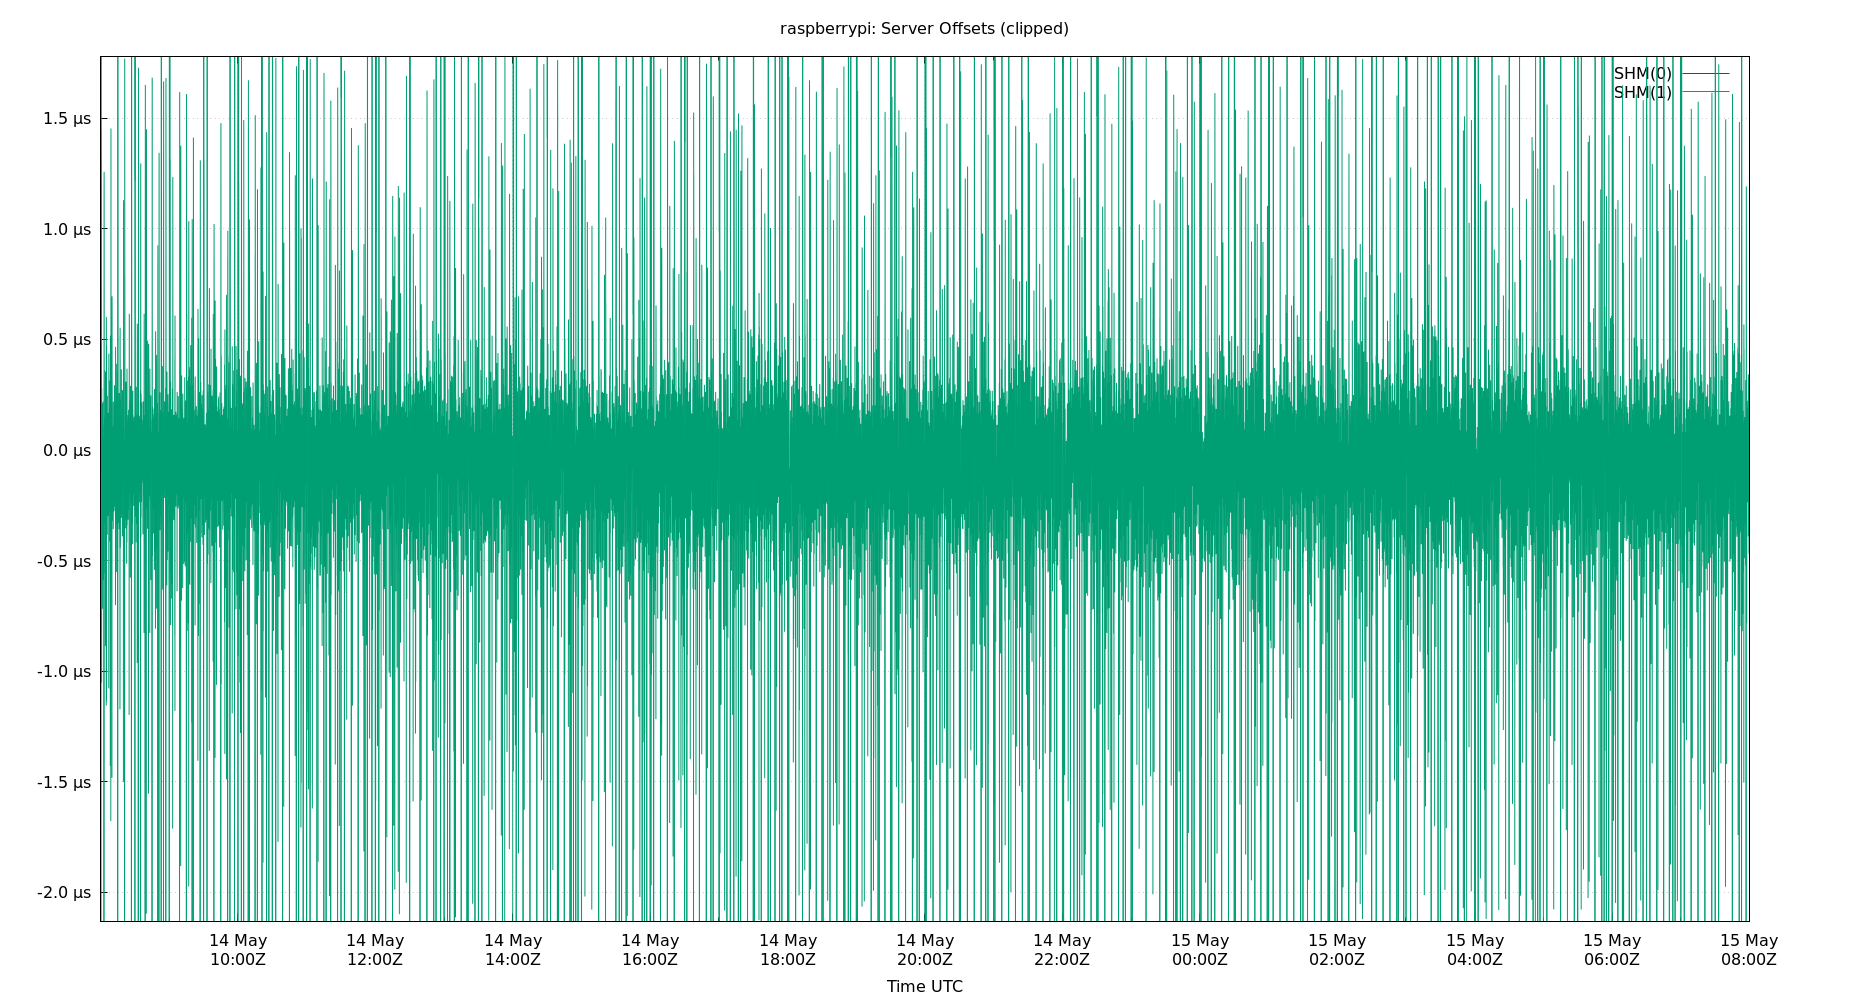 raspberrypi: Server Offsets (clipped)
SHM(0)
SHM(1)
1.5 µs
1.0 µs
0.5 µs
0.0 µs
-0.5 µs
-1.0 µs
-1.5 µs
-2.0 µs
14 May 14 May 14 May 14 May 14 May 14 May 14 May 15 May 15 May 15 May 15 May 15 May
10:00Z 12:00Z 14:00Z 16:00Z 18:00Z 20:00Z 22:00Z 00:00Z 02:00Z 04:00Z 06:00Z 08:00Z
Time UTC